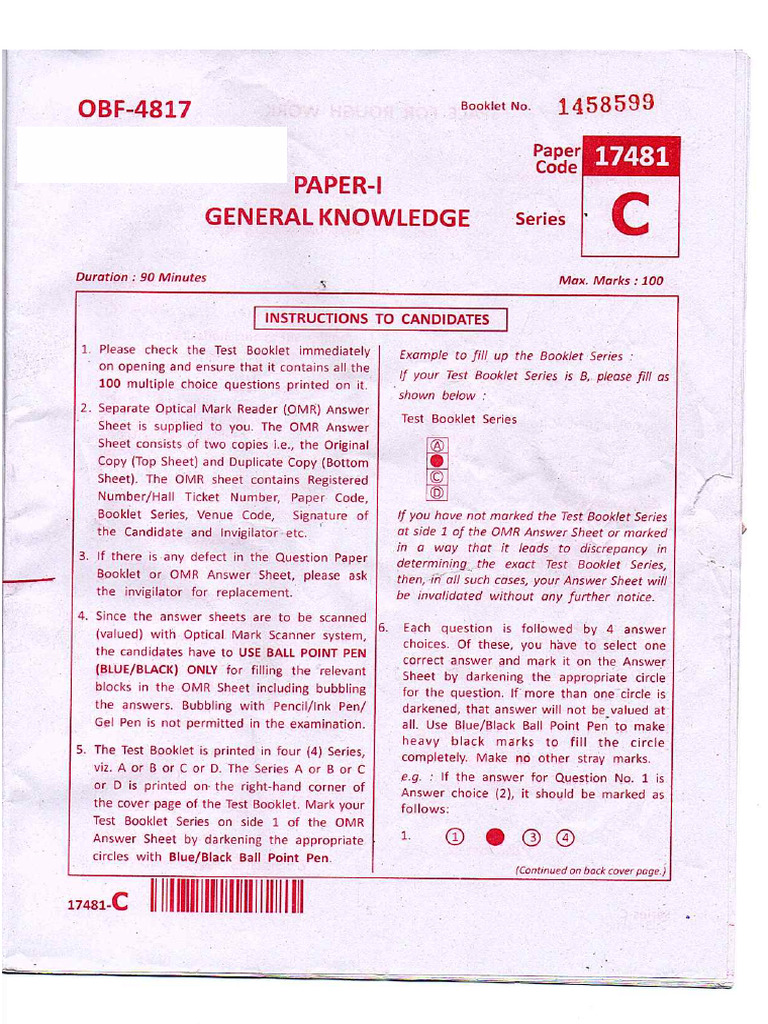 OBF-4817
Booklet No. 1458599
Paper Code 17481
PAPER-I
GENERAL KNOWLEDGE
Series C
Duration : 90 Minutes
Max. Marks : 100
INSTRUCTIONS TO CANDIDATES
1. Please check the Test Booklet immediately
on opening and ensure that it contains all the
100 multiple choice questions printed on it.
2. Separate Optical Mark Reader (OMR) Answer
Sheet is supplied to you. The OMR Answer
Sheet consists of two copies i.e., the Original
Copy (Top Sheet) and Duplicate Copy (Bottom
Sheet). The OMR sheet contains Registered
Number/Hall Ticket Number, Paper Code,
Booklet Series, Venue Code, Signature of
the Candidate and Invigilator etc.
3. If there is any defect in the Question Paper
Booklet or OMR Answer Sheet, please ask
the invigilator for replacement.
4. Since the answer sheets are to be scanned
(valued) with Optical Mark Scanner system,
the candidates have to USE BALL POINT PEN
(BLUE/BLACK) ONLY for filling the relevant
blocks in the OMR Sheet including bubbling
the answers. Bubbling with Pencil/Ink Pen/
Gel Pen is not permitted in the examination.
5. The Test Booklet is printed in four (4) Series,
viz. A or B or C or D. The Series A or B or C
or D is printed on the right-hand corner of
the cover page of the Test Booklet. Mark your
Test Booklet Series on side 1 of the OMR
Answer Sheet by darkening the appropriate
circles with Blue/Black Ball Point Pen.
Example to fill up the Booklet Series :
If your Test Booklet Series is B, please fill as
shown below :
Test Booklet Series
A
C
D
If you have not marked the Test Booklet Series
at side 1 of the OMR Answer Sheet or marked
in a way that it leads to discrepancy in
determining the exact Test Booklet Series,
then, in all such cases, your Answer Sheet will
be invalidated without any further notice.
6. Each question is followed by 4 answer
choices. Of these, you have to select one
correct answer and mark it on the Answer
Sheet by darkening the appropriate circle
for the question. If more than one circle is
darkened, that answer will not be valued at
all. Use Blue/Black Ball Point Pen to make
heavy black marks to fill the circle
completely. Make no other stray marks.
e.g. : If the answer for Question No. 1 is
Answer choice (2), it should be marked as
follows:
1. 1 3 4
(Continued on back cover page.)
17481-C